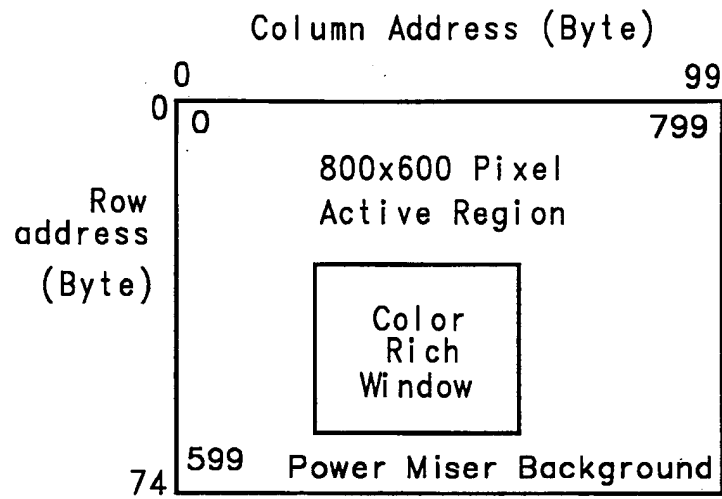 Column Address (Byte)
0 99
0 0 799
800x600 Pixel
Active Region
Row
address
(Byte)
Color
Rich
Window
599
Power Miser Background
74